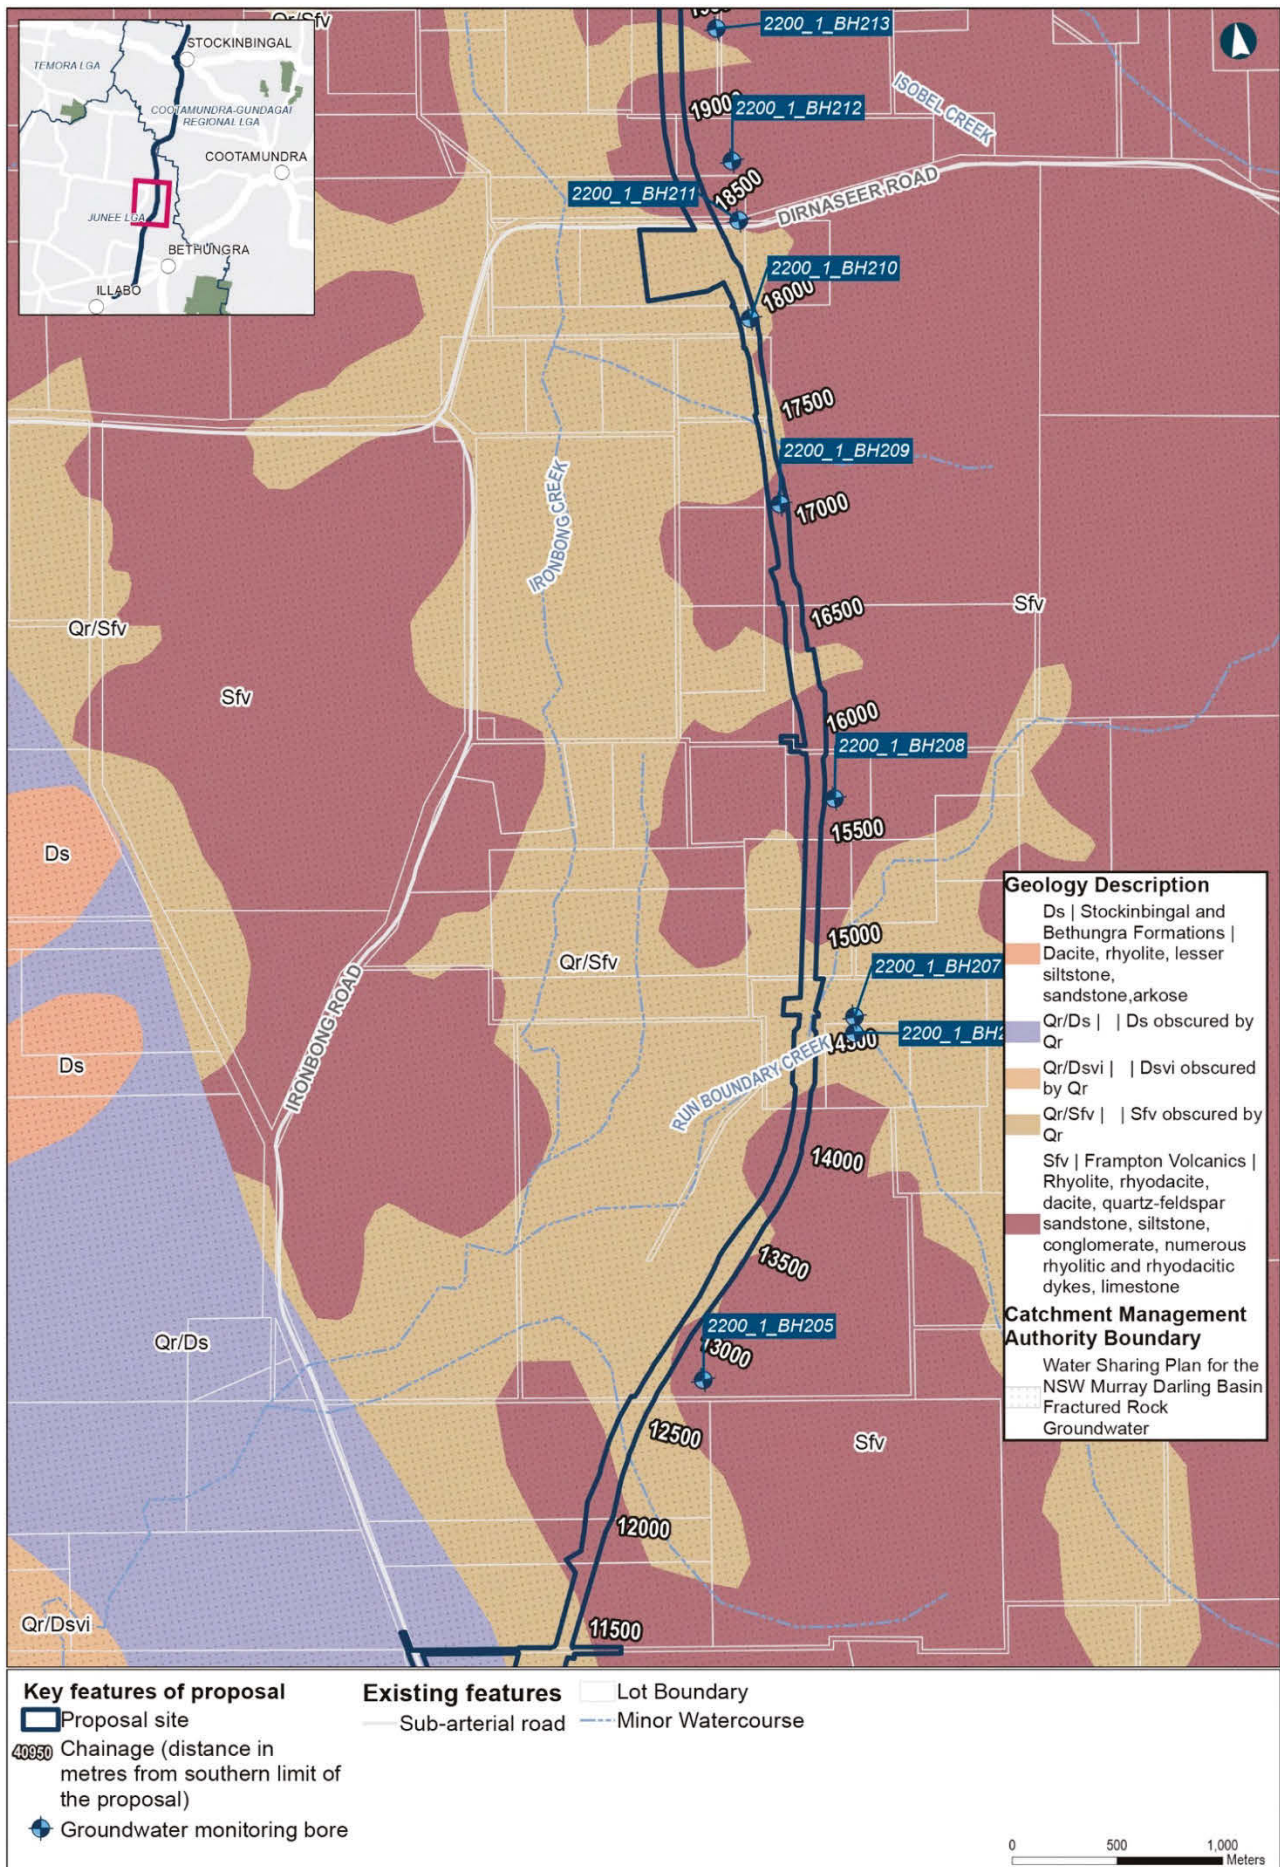 Qr/Sfv
STOCKINBINGAL
TEMORA LGA
COOTAMUNDRA-GUNDAGAI
REGIONAL LGA
COOTAMUNDRA
JUNEE LGA
BETHUNGRA
ILLABO
2200_1_BH213
19000
2200_1_BH212
ISOBEL CREEK
2200_1_BH211
18500
DIRNASEER ROAD
2200_1_BH210
18000
17500
2200_1_BH209
17000
IRONBONG CREEK
16500
Sfv
Qr/Sfv
Sfv
16000
2200_1_BH208
15500
Ds
15000
Qr/Sfv
2200_1_BH207
2200_1_BH2
14500
IRONBONG ROAD
RUN BOUNDARY CREEK
Ds
14000
13500
2200_1_BH205
13000
Qr/Ds
12500
Sfv
12000
11500
Qr/Dsvi
Geology Description
Ds | Stockinbingal and
Bethungra Formations |
Dacite, rhyolite, lesser
siltstone,
sandstone,arkose
Qr/Ds | | Ds obscured by
Qr
Qr/Dsvi | | Dsvi obscured
by Qr
Qr/Sfv | | Sfv obscured by
Qr
Sfv | Frampton Volcanics |
Rhyolite, rhyodacite,
dacite, quartz-feldspar
sandstone, siltstone,
conglomerate, numerous
rhyolitic and rhyodacitic
dykes, limestone
Catchment Management
Authority Boundary
Water Sharing Plan for the
NSW Murray Darling Basin
Fractured Rock
Groundwater
Key features of proposal
Proposal site
40950 Chainage (distance in
metres from southern limit of
the proposal)
Groundwater monitoring bore
Existing features
Sub-arterial road
Lot Boundary
Minor Watercourse
0 500 1,000
Meters